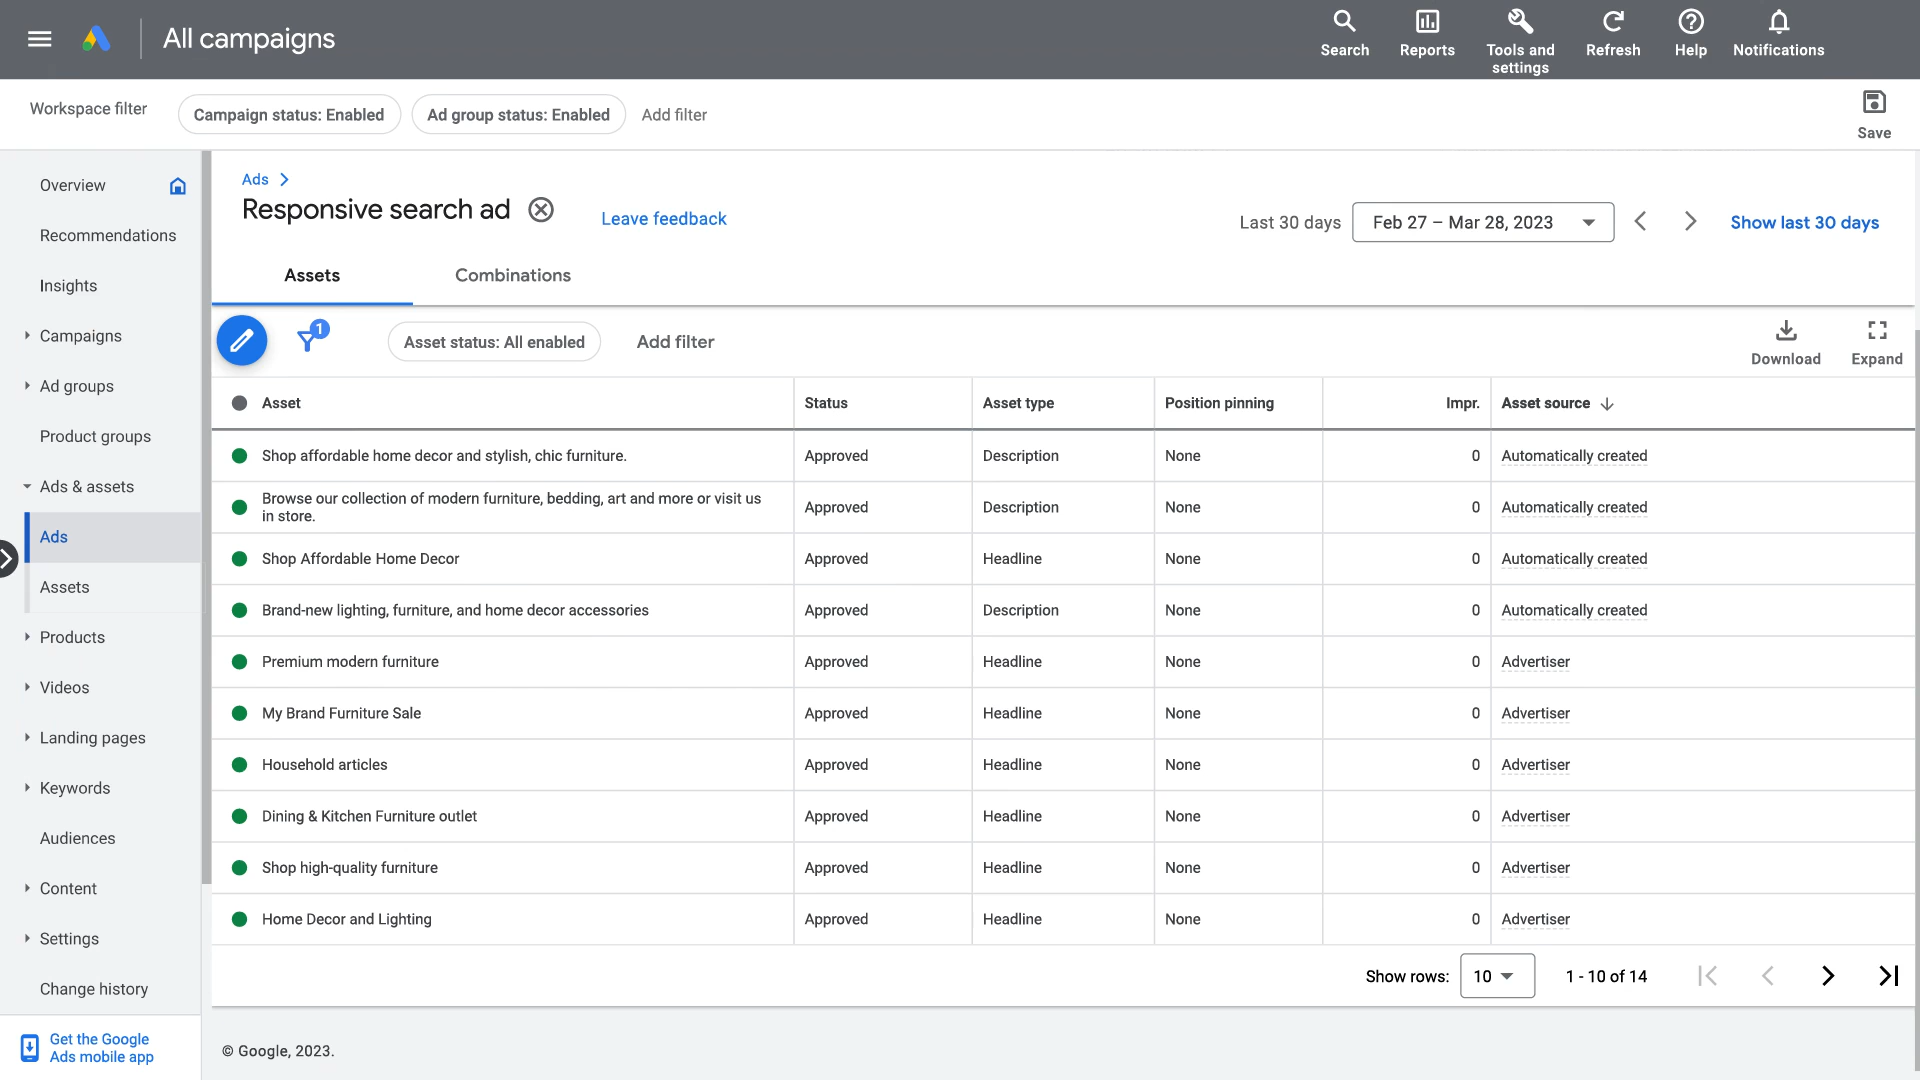 All campaigns
Search
Reports
Tools and
settings
Refresh
Help
Notifications
Workspace filter
Campaign status: Enabled
Ad group status: Enabled
Add filter
Save
Overview
Recommendations
Insights
Campaigns
Ad groups
Product groups
Ads & assets
Ads
Assets
Products
Videos
Landing pages
Keywords
Audiences
Content
Settings
Change history
Get the Google
Ads mobile app
Ads
Responsive search ad
Leave feedback
Last 30 days
Feb 27 – Mar 28, 2023
Show last 30 days
Assets
Combinations
1
Asset status: All enabled
Add filter
Download
Expand
Asset Status Asset type Position pinning Impr. Asset source
Shop affordable home decor and stylish, chic furniture. Approved Description None 0 Automatically created
Browse our collection of modern furniture, bedding, art and more or visit us
in store. Approved Description None 0 Automatically created
Shop Affordable Home Decor Approved Headline None 0 Automatically created
Brand-new lighting, furniture, and home decor accessories Approved Description None 0 Automatically created
Premium modern furniture Approved Headline None 0 Advertiser
My Brand Furniture Sale Approved Headline None 0 Advertiser
Household articles Approved Headline None 0 Advertiser
Dining & Kitchen Furniture outlet Approved Headline None 0 Advertiser
Shop high-quality furniture Approved Headline None 0 Advertiser
Home Decor and Lighting Approved Headline None 0 Advertiser
Show rows: 10 1 - 10 of 14
© Google, 2023.